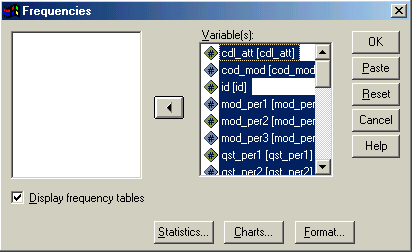 Frequencies
Variable(s):
cdl_att [cdl_att]
cod_mod [cod_mod
id [id]
mod_per1 [mod_per
mod_per2 [mod_per
mod_per3 [mod_per
qst_per1 [qst_per1]
qst_per2 [qst_per2]
OK
Paste
Reset
Cancel
Help
Display frequency tables
Statistics...
Charts...
Format...